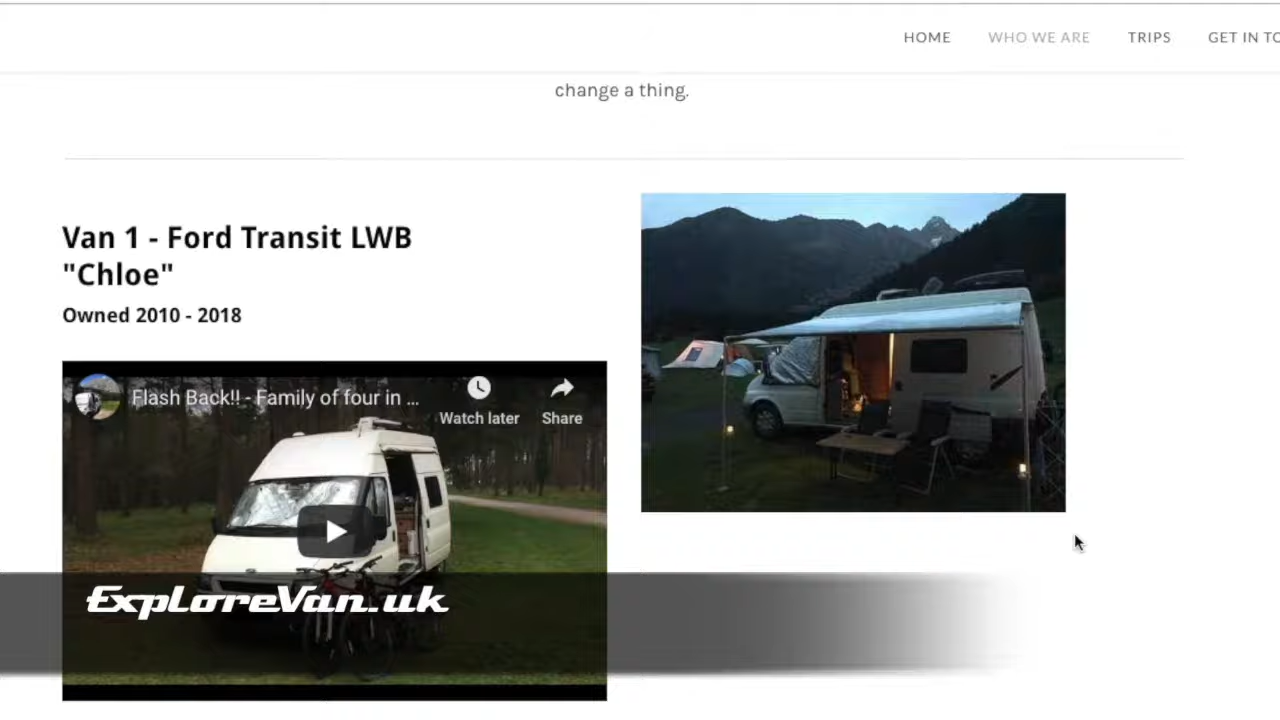 HOME WHO WE ARE TRIPS GET IN TO
change a thing.
Van 1 - Ford Transit LWB
"Chloe"
Owned 2010 - 2018
Flash Back!! - Family of four in ...
Watch later Share
ExploreVan.uk